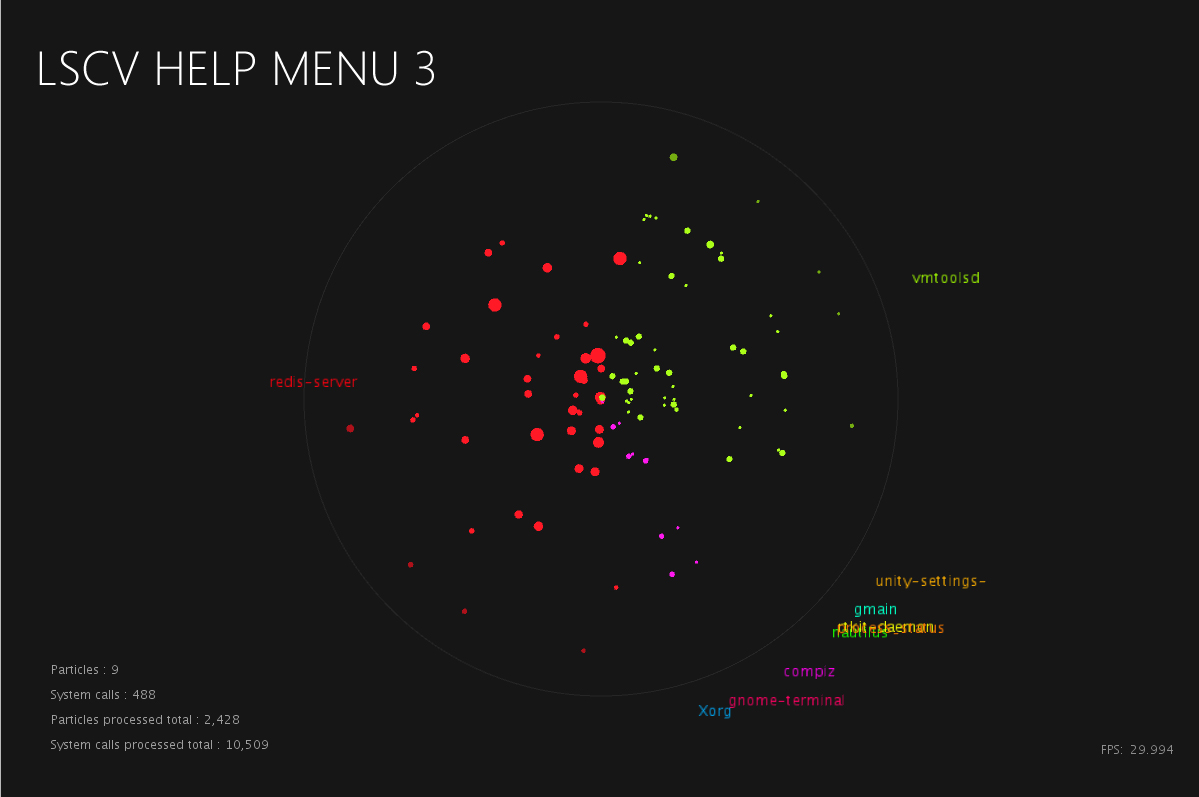 LSCV HELP MENU 3
vmtoolsd
redis-server
unity-settings-
gmain
rtkit-daemon
nautilus
compiz
gnome-terminal
Xorg
Particles : 9
System calls : 488
Particles processed total : 2,428
System calls processed total : 10,509
FPS: 29.994